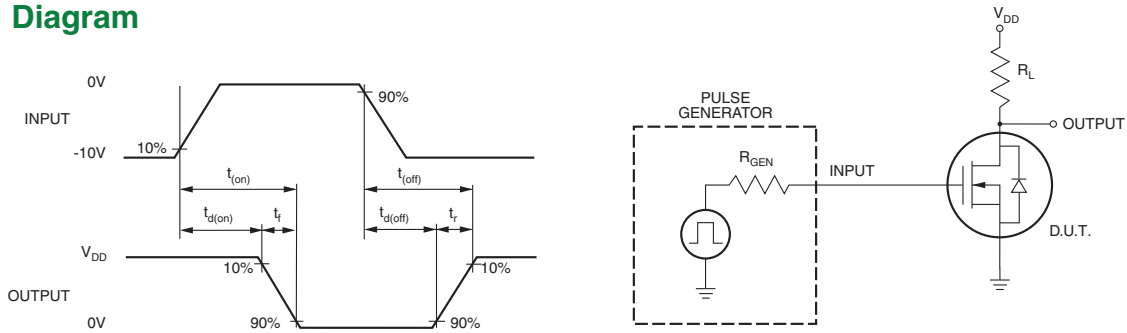 Diagram
0V
INPUT
-10V
10%
90%
t(on)
t(off)
td(on)
tf
td(off)
tr
VDD
OUTPUT
0V
10%
90%
10%
90%
PULSE
GENERATOR
RGEN
INPUT
VDD
RL
OUTPUT
D.U.T.